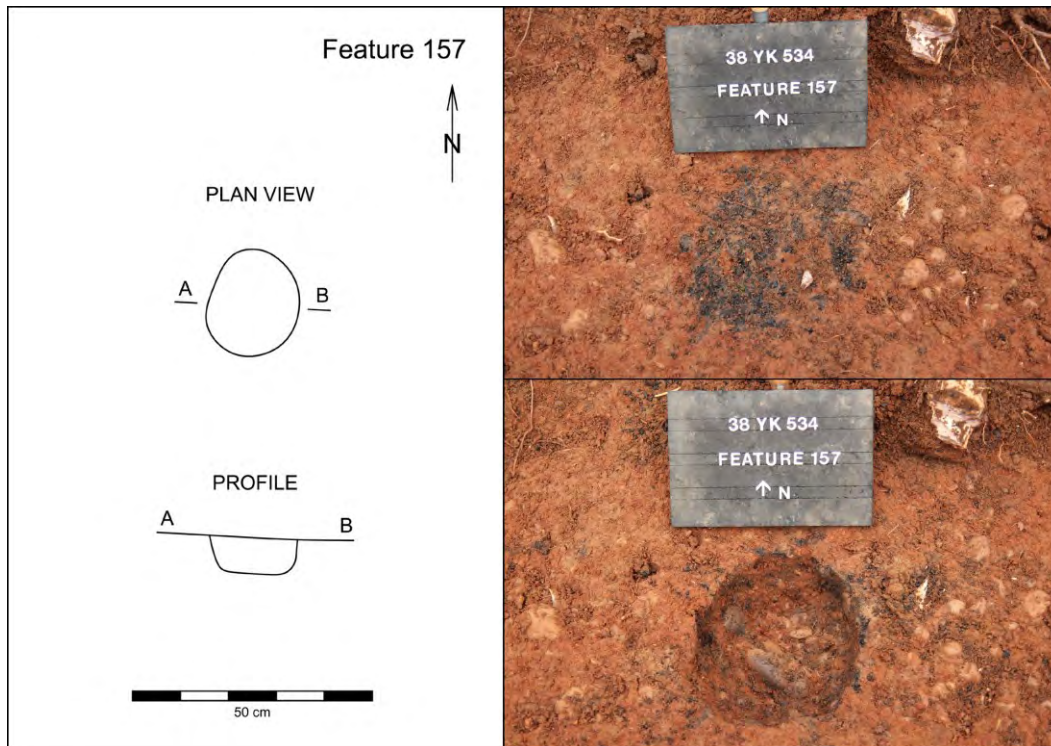 Feature 157
N
PLAN VIEW
A
B
PROFILE
A
B
50 cm
38 YK 534
FEATURE 157
↑ N
38 YK 534
FEATURE 157
↑ N